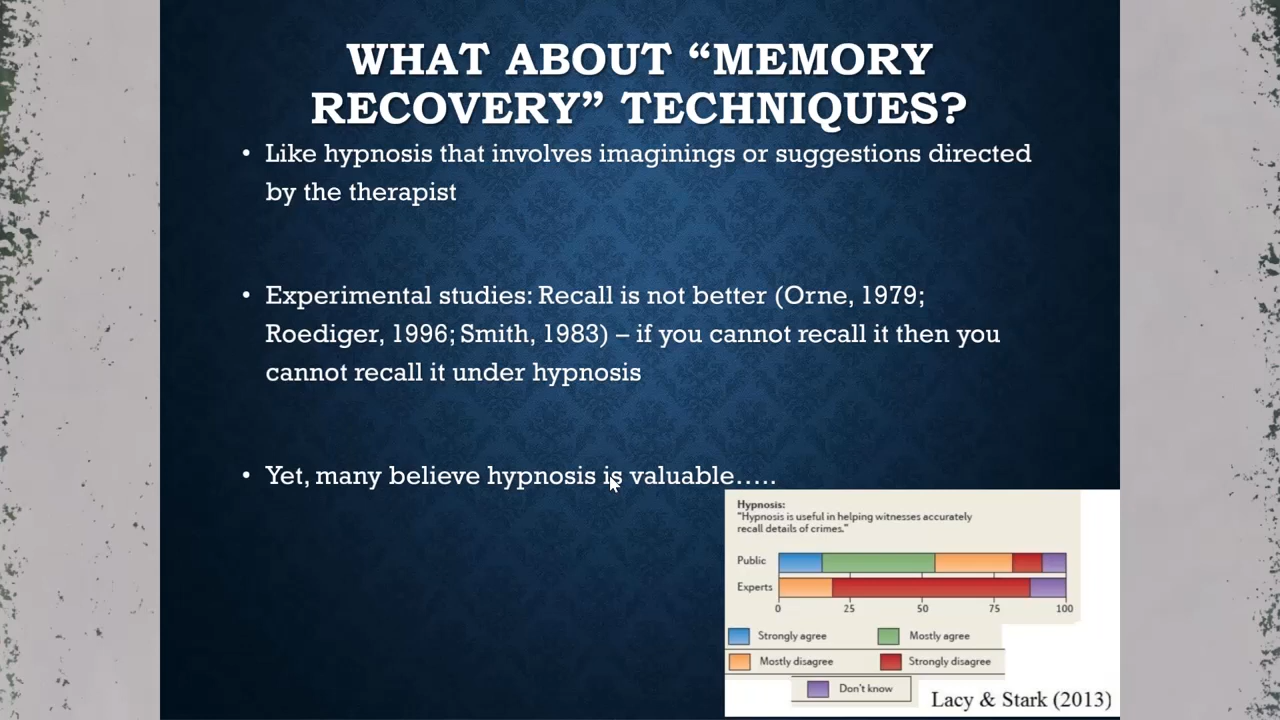 WHAT ABOUT “MEMORY
RECOVERY” TECHNIQUES?
• Like hypnosis that involves imaginings or suggestions directed
by the therapist
• Experimental studies: Recall is not better (Orne, 1979;
Roediger, 1996; Smith, 1983) – if you cannot recall it then you
cannot recall it under hypnosis
• Yet, many believe hypnosis is valuable…..
Hypnosis:
"Hypnosis is useful in helping witnesses accurately
recall details of crimes."
Public
Experts
0 25 50 75 100
Strongly agree Mostly agree
Mostly disagree Strongly disagree
Don't know
Lacy & Stark (2013)